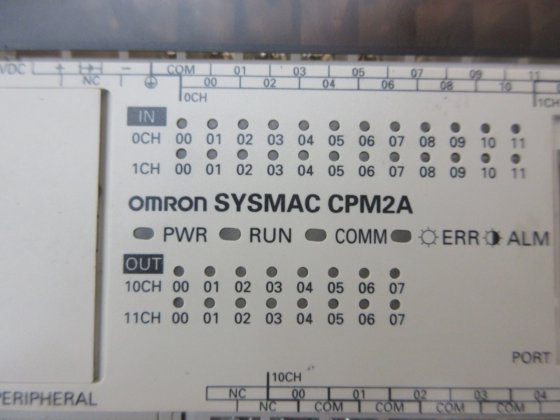 VDC + - COM 01 03 05 07 09 11
NC 00 02 04 06 08 10
0CH 1CH
IN
0CH 00 01 02 03 04 05 06 07 08 09 10 11
1CH 00 01 02 03 04 05 06 07 08 09 10 11
omron SYSMAC CPM2A
PWR RUN COMM ERR ALM
OUT
10CH 00 01 02 03 04 05 06 07
11CH 00 01 02 03 04 05 06 07
PORT
10CH
PERIPHERAL NC 00 01 02 03 04
NC COM COM COM COM